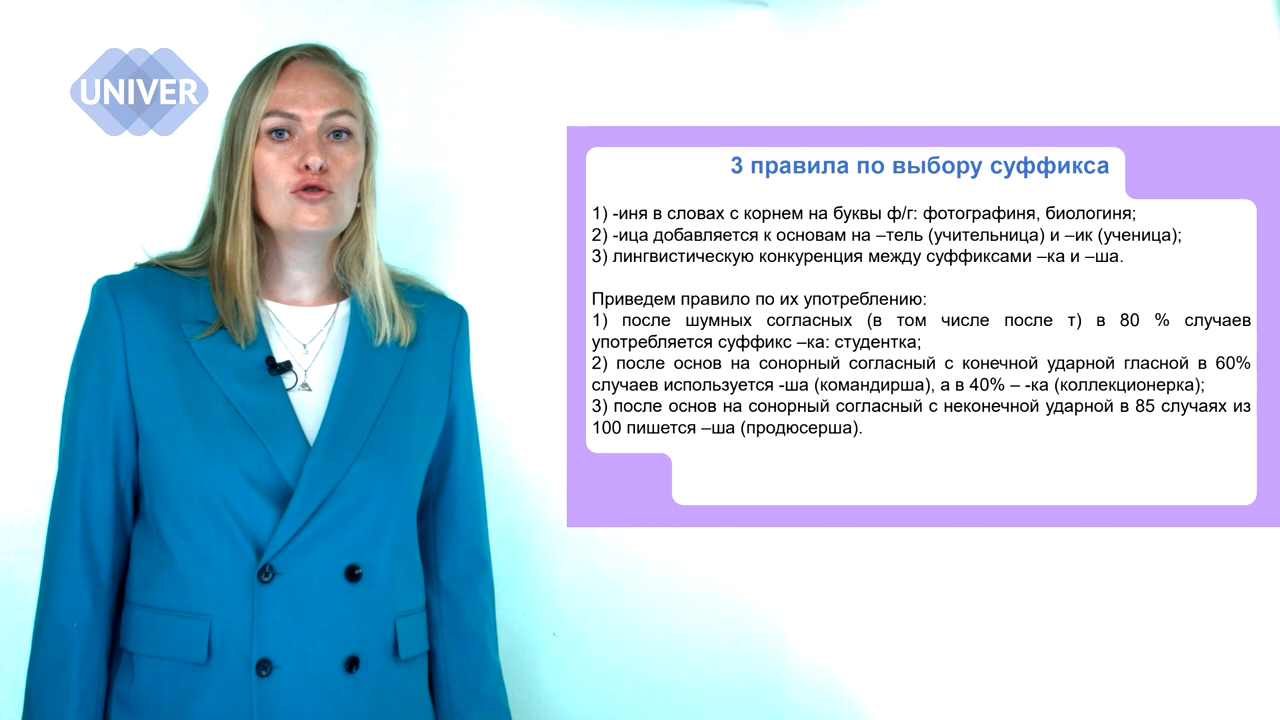 UNIVER
3 правила по выбору суффикса
1) -иня в словах с корнем на буквы ф/г: фотографиня, биологиня;
2) -ица добавляется к основам на –тель (учительница) и –ик (ученица);
3) лингвистическую конкуренция между суффиксами –ка и –ша.
Приведем правило по их употреблению:
1) после шумных согласных (в том числе после т) в 80 % случаев
употребляется суффикс –ка: студентка;
2) после основ на сонорный согласный с конечной ударной гласной в 60%
случаев используется -ша (командирша), а в 40% – -ка (коллекционерка);
3) после основ на сонорный согласный с неконечной ударной в 85 случаях из
100 пишется –ша (продюсерша).